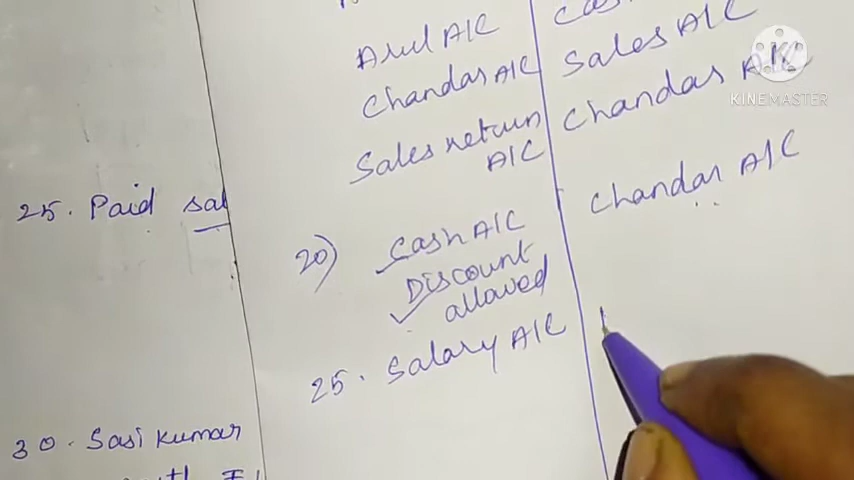 Arul A/C
Cash
Chandar A/C
Sales A/C
Sales return A/C
Chandar A/C
25. Paid sal
20) Cash A/C
Chandar A/C
Discount allowed
25. Salary A/C
30. Sasi kumar
KINEMASTER